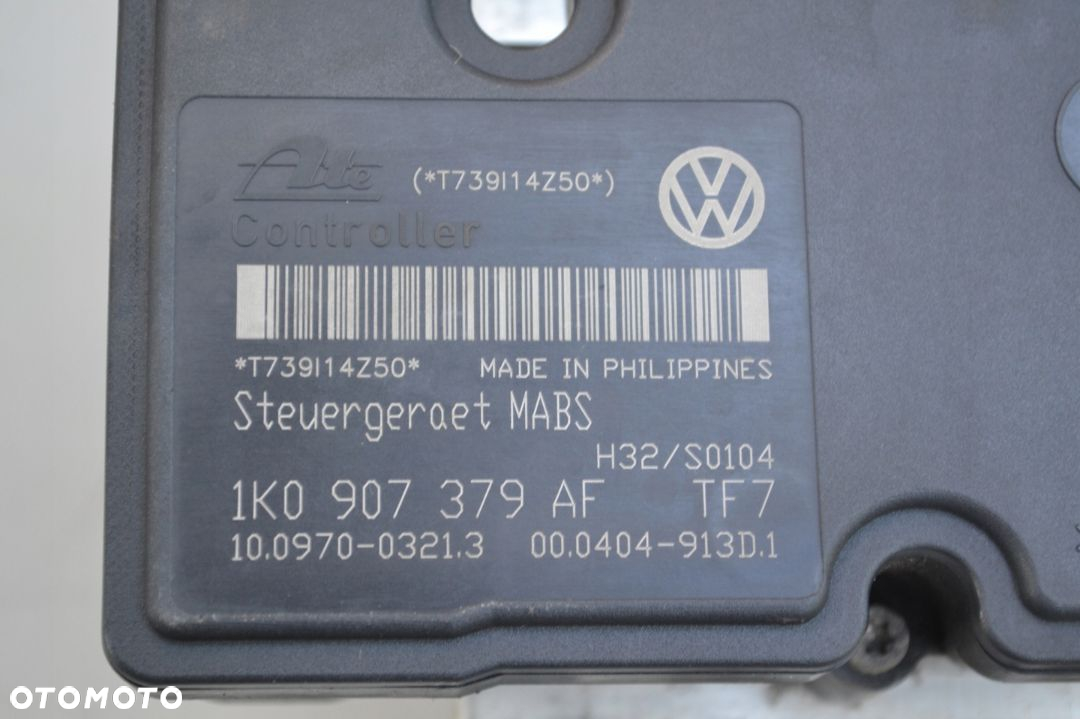 Ate (*T739I14Z50*)
Controller
*T739I14Z50* MADE IN PHILIPPINES
Steuergeraet MABS
H32/S0104
1K0 907 379 AF TF7
10.0970-0321.3 00.0404-913D.1
OTOMOTO